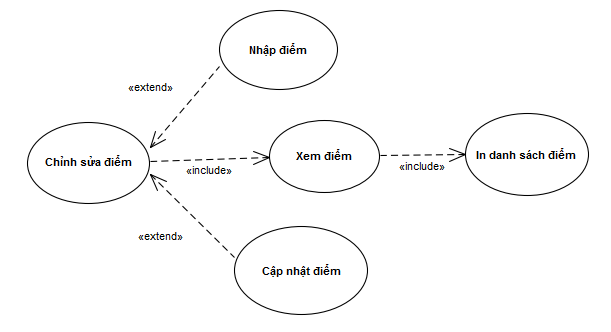 Nhập điểm
«extend»
Chỉnh sửa điểm
«include»
Xem điểm
«include»
In danh sách điểm
«extend»
Cập nhật điểm